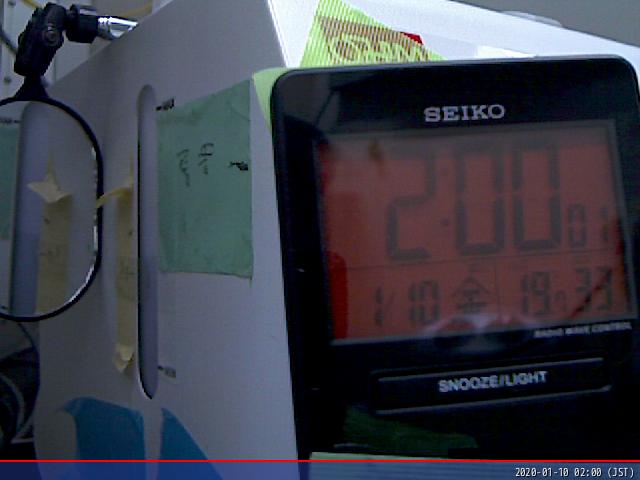 SEIKO
2:00 01
1/10 金 19.n 33
RADIO WAVE CONTROL
SNOOZE/LIGHT
2020-01-10 02:00 (JST)